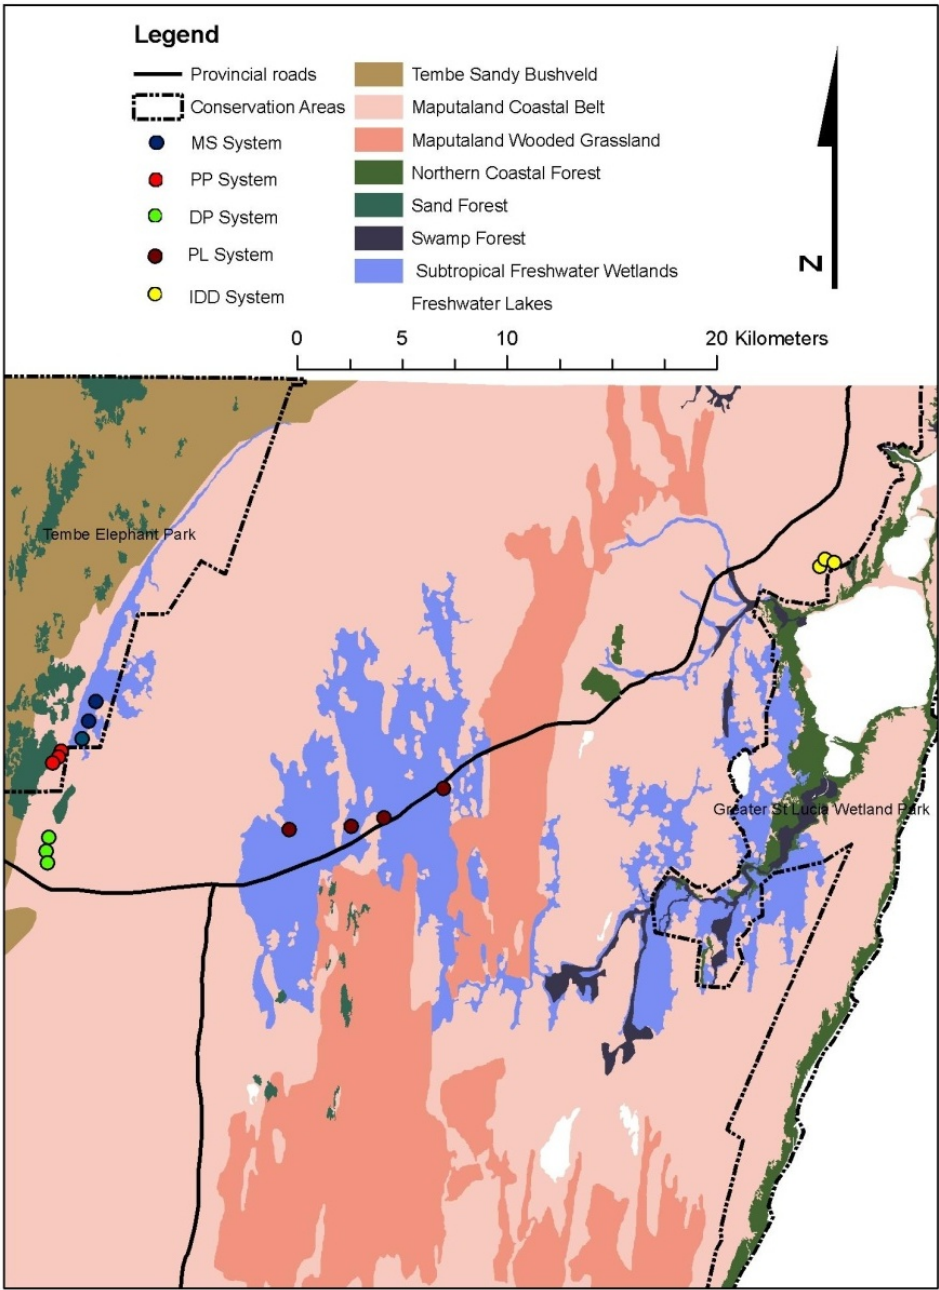 Legend
Provincial roads
Conservation Areas
MS System
PP System
DP System
PL System
IDD System
Tembe Sandy Bushveld
Maputaland Coastal Belt
Maputaland Wooded Grassland
Northern Coastal Forest
Sand Forest
Swamp Forest
Subtropical Freshwater Wetlands
Freshwater Lakes
N
0 5 10 20 Kilometers
Tembe Elephant Park
Greater St Lucia Wetland Park